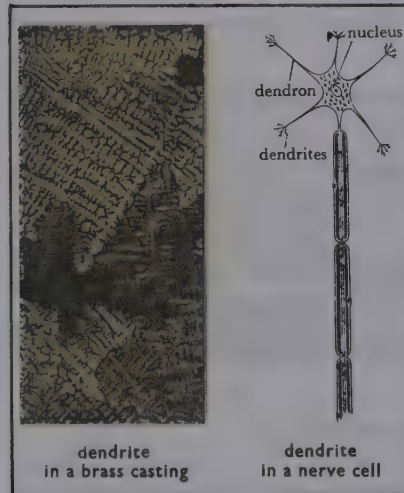 nucleus
dendron
dendrites
dendrite
in a brass casting
dendrite
in a nerve cell